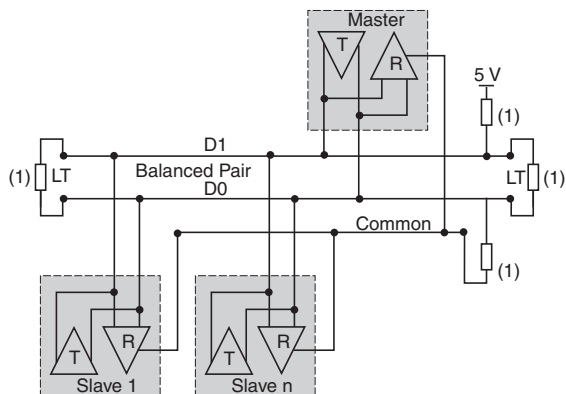 Master
T
R
5 V
(1)
D1
(1)
LT
Balanced Pair
LT
(1)
D0
Common
(1)
R
T
Slave 1
R
T
Slave n